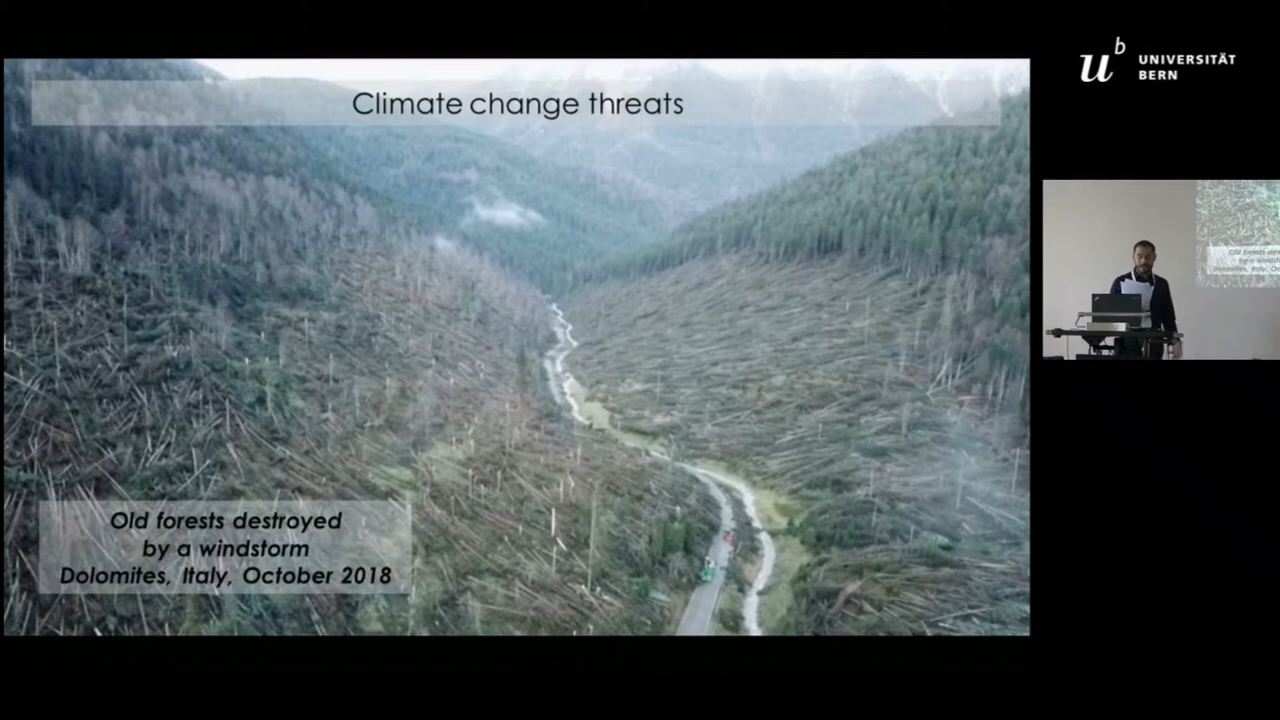 Climate change threats
u b UNIVERSITÄT
BERN
Old forests destroyed
by a windstorm
Dolomites, Italy, October 2018